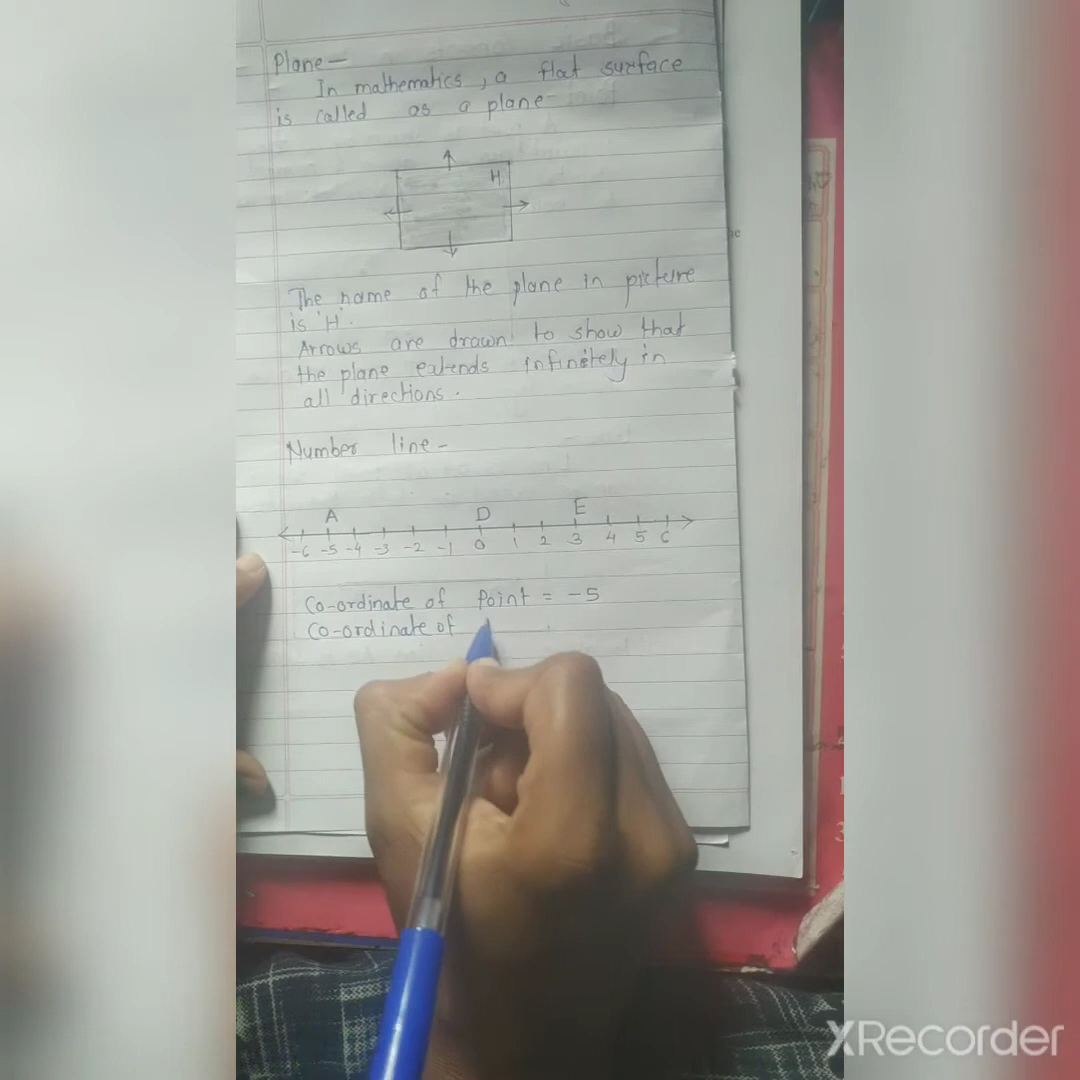 Plane-
In mathematics, a flat surface
is called as a plane
H
The name of the plane in picture
is 'H'.
Arrows are drawn to show that
the plane extends infinitely in
all directions.
Number line-
A D E
-6 -5 -4 -3 -2 -1 0 1 2 3 4 5 6
Co-ordinate of Point = -5
Co-ordinate of
XRecorder